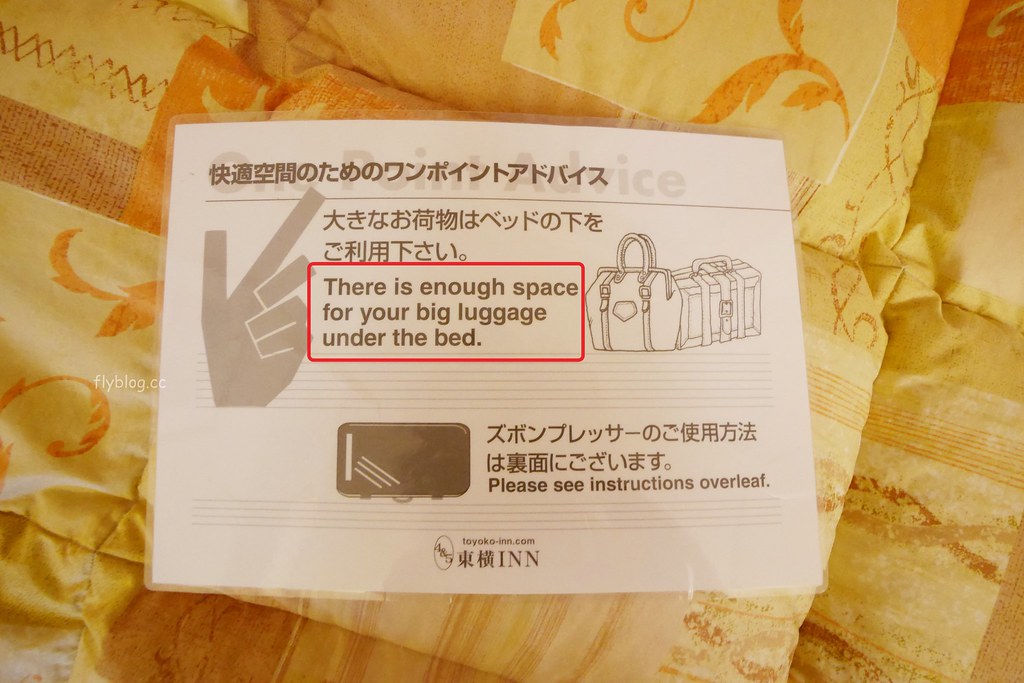 One Point Advice
快適空間のためのワンポイントアドバイス
大きなお荷物はベッドの下を
ご利用下さい。
There is enough space
for your big luggage
under the bed.
flyblog.cc
ズボンプレッサーのご使用方法
は裏面にございます。
Please see instructions overleaf.
toyoko-inn.com
4&5 東横INN